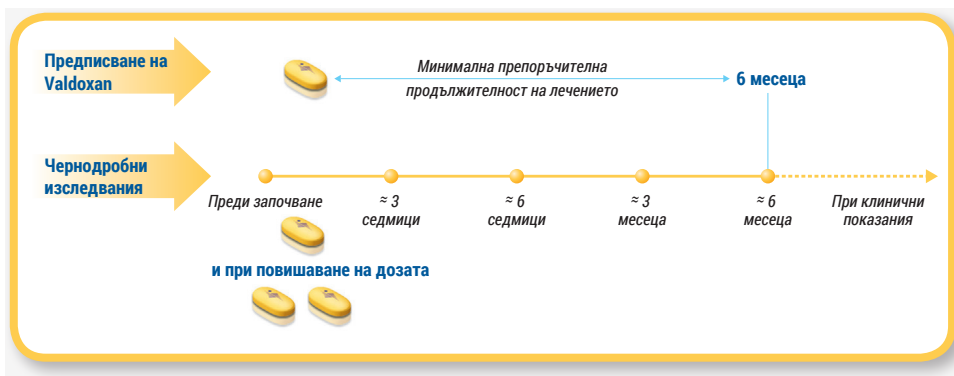 Предписване на
Valdoxan
Минимална препоръчителна
продължителност на лечението
6 месеца
Чернодробни
изследвания
Преди започване
≈ 3
седмици
≈ 6
седмици
≈ 3
месеца
≈ 6
месеца
При клинични
показания
и при повишаване на дозата